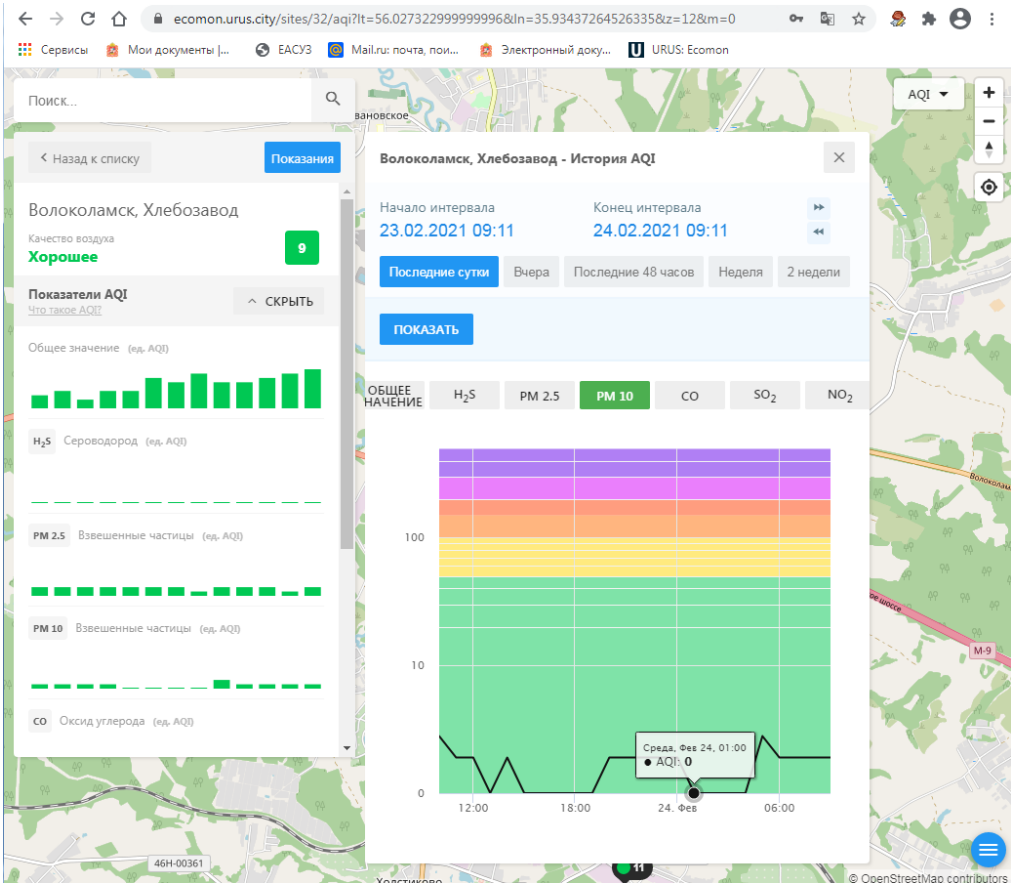 ecomon.urus.city/sites/32/aqi?lt=56.027322999999996&ln=35.93437264526335&z=12&m=0
Сервисы
Мои документы |...
ЕАСУЗ
Mail.ru: почта, пои...
Электронный доку...
URUS: Ecomon
Поиск...
вановское
AQI
< Назад к списку
Показания
Волоколамск, Хлебозавод
Качество воздуха
Хорошее
9
Показатели AQI
Что такое AQI?
СКРЫТЬ
Общее значение (ед. AQI)
H2S Сероводород (ед. AQI)
PM 2.5 Взвешенные частицы (ед. AQI)
PM 10 Взвешенные частицы (ед. AQI)
CO Оксид углерода (ед. AQI)
Волоколамск, Хлебозавод - История AQI
Начало интервала
23.02.2021 09:11
Конец интервала
24.02.2021 09:11
Последние сутки
Вчера
Последние 48 часов
Неделя
2 недели
ПОКАЗАТЬ
ОБЩЕЕ
НАЧЕНИЕ
H2S
PM 2.5
PM 10
CO
SO2
NO2
100
10
0
Среда, Фев 24, 01:00
AQI: 0
12:00
18:00
24. Фев
06:00
Волоколам
ое шоссе
М-9
46Н-00361
11
Холстиково
© OpenStreetMap contributors